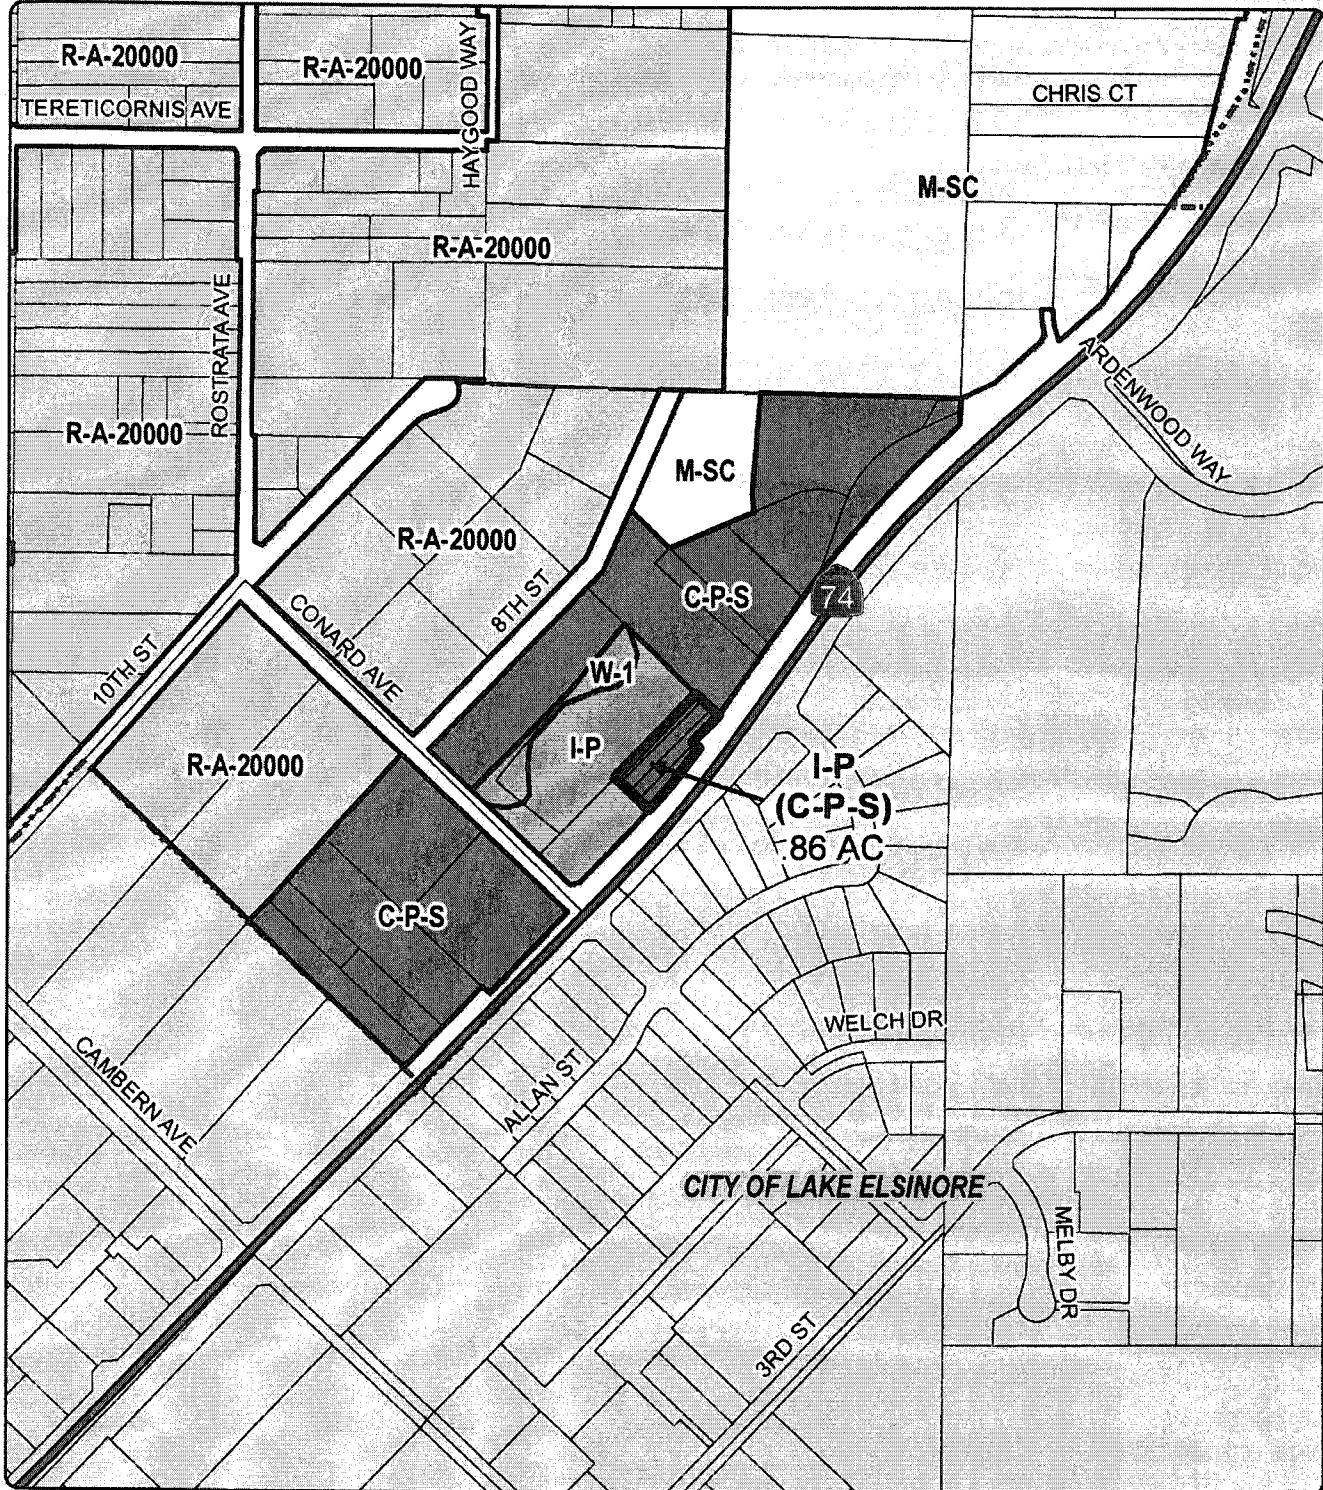 R-A-20000
R-A-20000
HAYGOOD WAY
TERETICORNIS AVE
CHRIS CT
M-SC
R-A-20000
ROSTRATA AVE
ARDENWOOD WAY
R-A-20000
M-SC
R-A-20000
C-P-S
74
8TH ST
CONARD AVE
10TH ST
W-1
I-P
R-A-20000
I-P
(C-P-S)
.86 AC
C-P-S
WELCH DR
CAMBERN AVE
ALLAN ST
CITY OF LAKE ELSINORE
MELBY DR
3RD ST